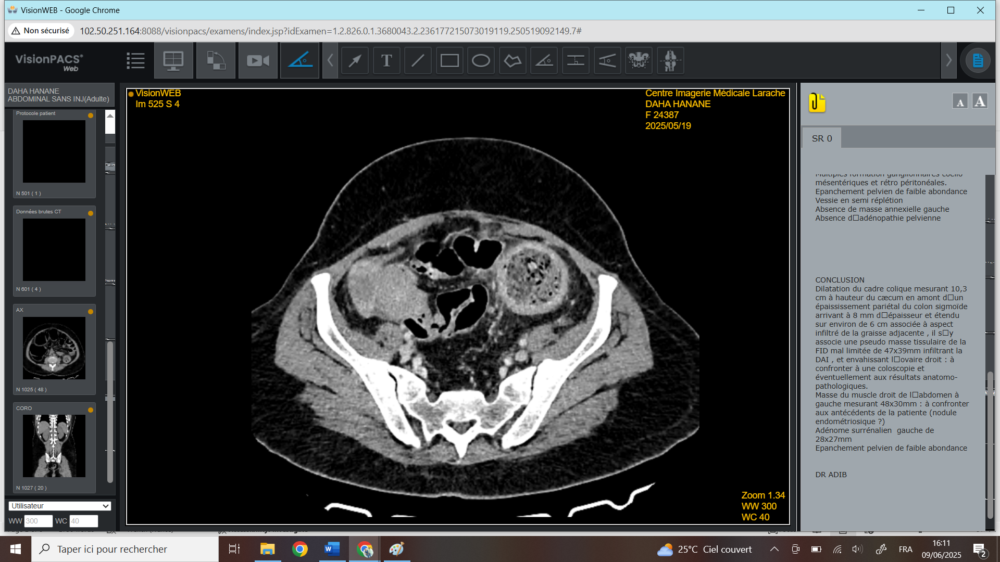 VisionWEB - Google Chrome
Non sécurisé
102.50.251.164:8088/visionpacs/examens/index.jsp?idExamen=1.2.826.0.1.3680043.2.236177215073019119.250519092149.7#
VisionPACS®
Web
T
DAHA HANANE
ABDOMINAL SANS INJ(Adulte)
Protocole patient
N 501 ( 1 )
Données brutes CT
N 601 ( 4 )
AX
N 1025 ( 48 )
CORO
N 1027 ( 20 )
Utilisateur
WW 300 WC 40
VisionWEB
Im 525 S 4
Centre Imagerie Médicale Larache
DAHA HANANE
F 24387
2025/05/19
Zoom 1.34
WW 300
WC 40
A A
SR 0
Multiples formation ganglionnaires coelio
mésentériques et rétro péritonéales.
Epanchement pelvien de faible abondance
Vessie en semi réplétion
Absence de masse annexielle gauche
Absence d□adénopathie pelvienne
CONCLUSION
Dilatation du cadre colique mesurant 10,3
cm à hauteur du cæcum en amont d□un
épaississement pariétal du colon sigmoïde
arrivant à 8 mm d□épaisseur et étendu
sur environ de 6 cm associée à aspect
infiltré de la graisse adjacente , il s□y
associe une pseudo masse tissulaire de la
FID mal limitée de 47x39mm infiltrant la
DAI , et envahissant l□ovaire droit : à
confronter à une coloscopie et
éventuellement aux résultats anatomo-
pathologiques.
Masse du muscle droit de l□abdomen à
gauche mesurant 48x30mm : à confronter
aux antécédents de la patiente (nodule
endométriosique ?)
Adénome surrénalien  gauche de
28x27mm
Epanchement pelvien de faible abondance
DR ADIB
Taper ici pour rechercher
25°C Ciel couvert
FRA
16:11
09/06/2025
2